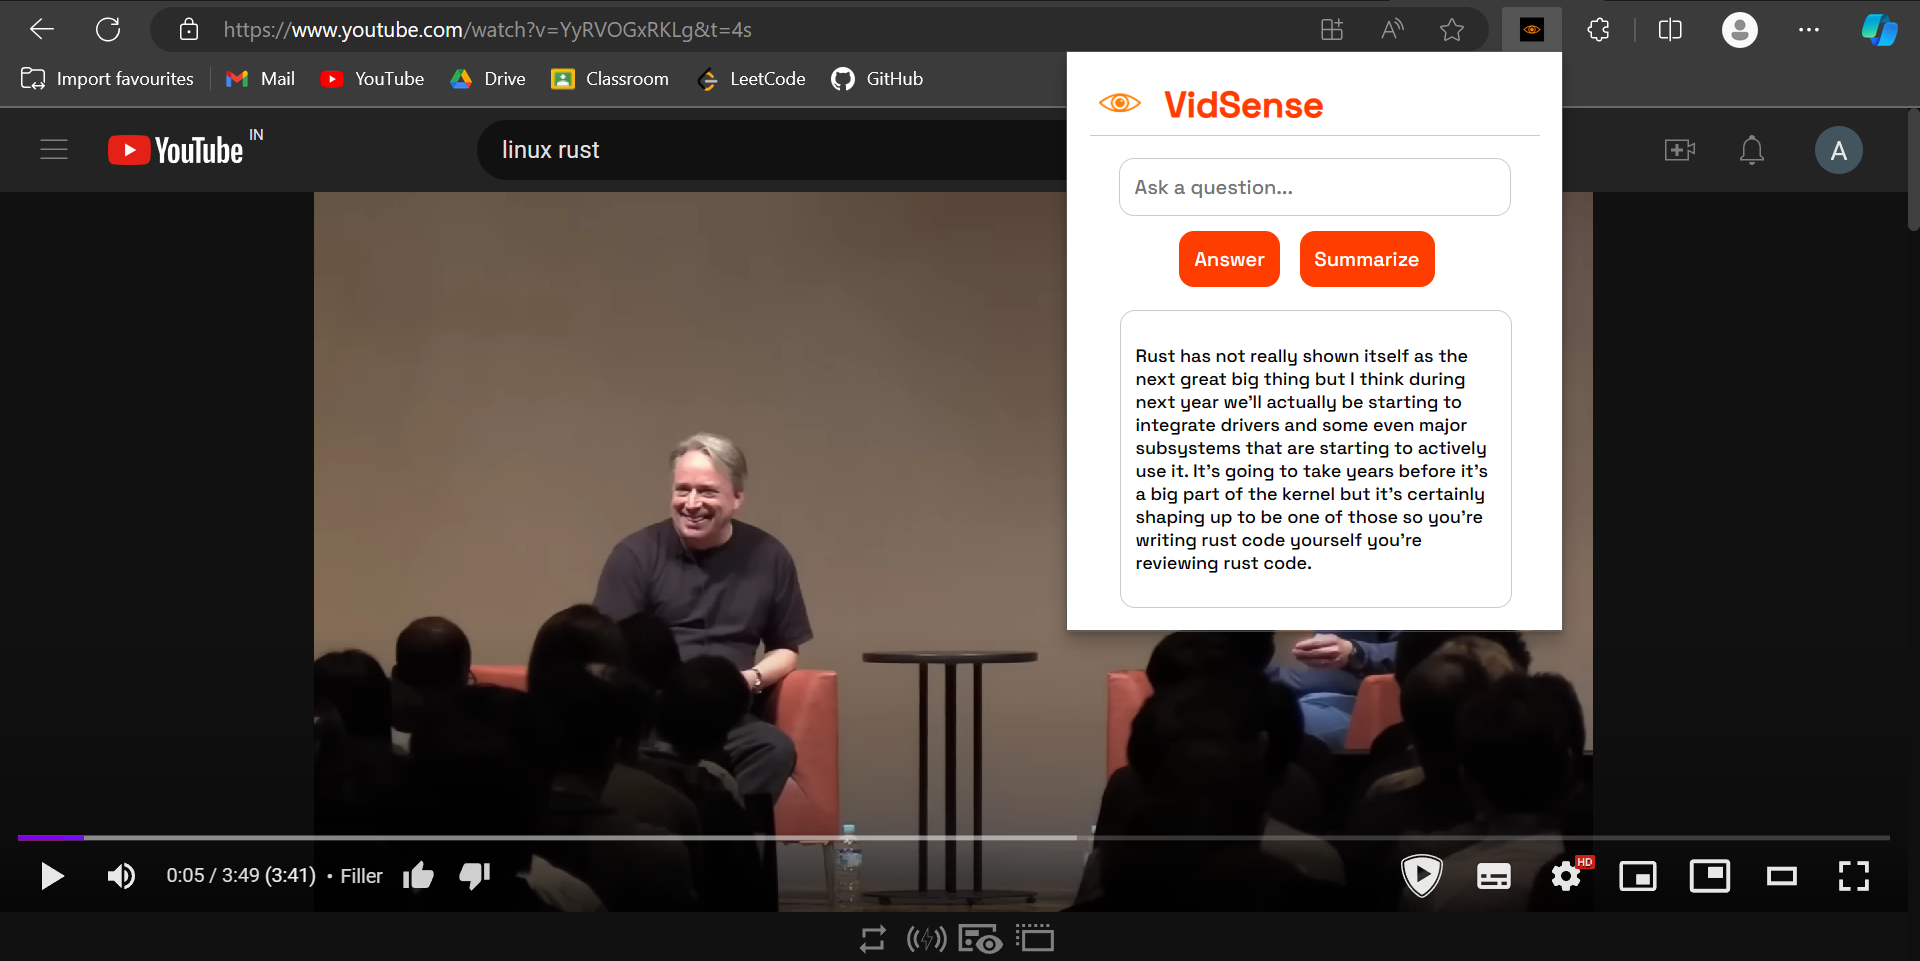 https://www.youtube.com/watch?v=YyRVOGxRKLg&t=4s
Import favourites
Mail
YouTube
Drive
Classroom
LeetCode
GitHub
YouTube IN
linux rust
A
VidSense
Ask a question...
Answer
Summarize
Rust has not really shown itself as the
next great big thing but I think during
next year we'll actually be starting to
integrate drivers and some even major
subsystems that are starting to actively
use it. It's going to take years before it's
a big part of the kernel but it's certainly
shaping up to be one of those so you're
writing rust code yourself you're
reviewing rust code.
0:05 / 3:49 (3:41) • Filler
HD